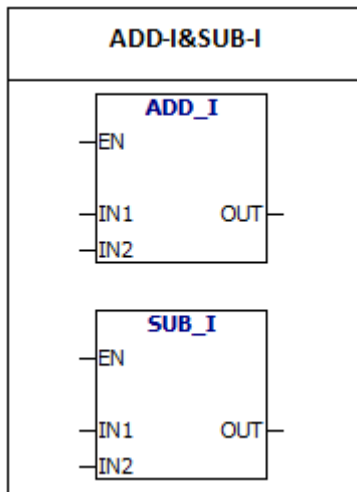 ADD-I&SUB-I
ADD_I
EN
IN1 OUT
IN2
SUB_I
EN
IN1 OUT
IN2